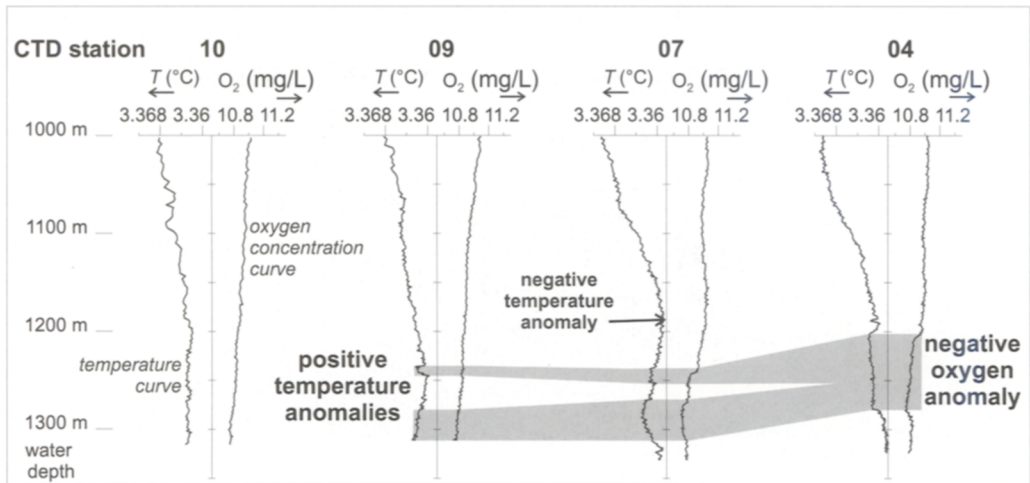 CTD station 10 09 07 04
T (°C) O₂ (mg/L) T (°C) O₂ (mg/L) T (°C) O₂ (mg/L) T (°C) O₂ (mg/L)
3.368 3.36 10.8 11.2 3.368 3.36 10.8 11.2 3.368 3.36 10.8 11.2 3.368 3.36 10.8 11.2
1000 m
1100 m
oxygen
concentration
curve
negative
temperature
anomaly
1200 m
temperature
curve
positive
temperature
anomalies
negative
oxygen
anomaly
1300 m
water
depth